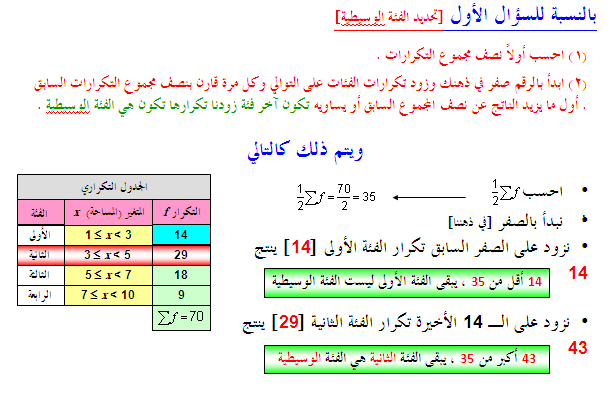 بالنسبة للسؤال الأول [تحديد الفئة الوسيطية]
(١) احسب أولاً نصف مجموع التكرارات .
(٢) ابدأ بالرقم صفر في ذهنك وزود تكرارات الفئات على التوالي وكل مرة قارن بنصف مجموع التكرارات السابق
. أول ما يزيد الناتج عن نصف المجموع السابق أو يساويه تكون آخر فئة زودنا تكرارها تكون هي الفئة الوسيطية .
ويتم ذلك كالتالي
• احسب ½∑f
½∑f = 70/2 = 35
• نبدأ بالصفر [في ذهننا]
• نزود على الصفر السابق تكرار الفئة الأولى [14] ينتج
14
14 أقل من 35 ، يبقى الفئة الأولى ليست الفئة الوسيطية
• نزود على الـــ 14 الأخيرة تكرار الفئة الثانية [29] ينتج
43
43 أكبر من 35 ، يبقى الفئة الثانية هي الفئة الوسيطية
الجدول التكراري
الفئة المتغير (المساحة) x التكرار f
الأولى 1 ≤ x < 3 14
الثانية 3 ≤ x < 5 29
الثالثة 5 ≤ x < 7 18
الرابعة 7 ≤ x < 10 9
∑f = 70